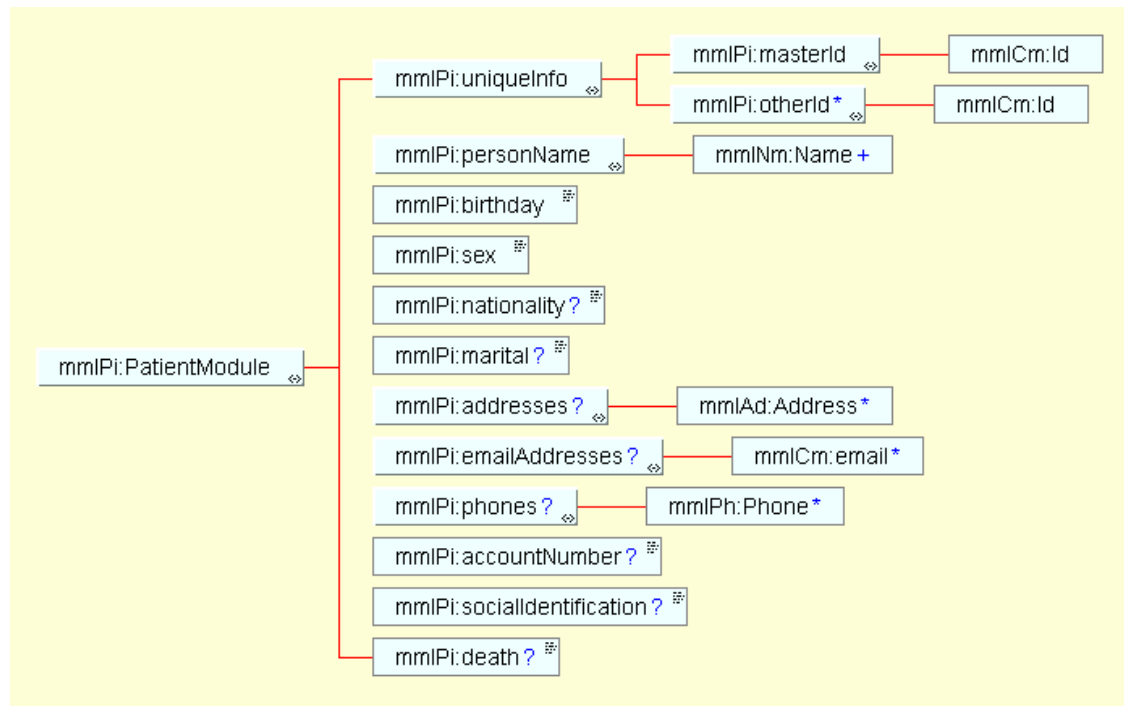 mmlPi:uniqueInfo
mmlPi:masterId
mmlCm:Id
mmlPi:otherId*
mmlCm:Id
mmlPi:personName
mmlNm:Name+
mmlPi:birthday
mmlPi:sex
mmlPi:nationality?
mmlPi:marital?
mmlPi:PatientModule
mmlPi:addresses?
mmlAd:Address*
mmlPi:emailAddresses?
mmlCm:email*
mmlPi:phones?
mmlPh:Phone*
mmlPi:accountNumber?
mmlPi:socialIdentification?
mmlPi:death?